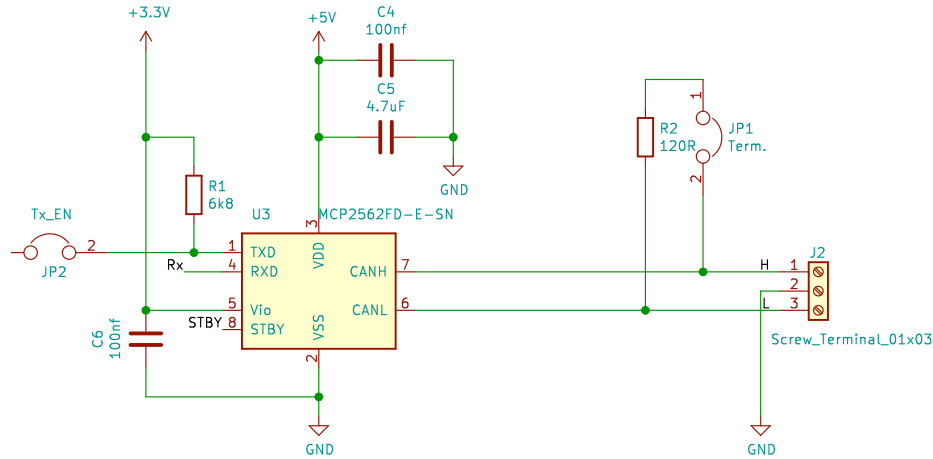 +3.3V
+5V
C4
100nf
C5
4.7uF
GND
R1
6k8
Tx_EN
2
JP2
U3
MCP2562FD-E-SN
3
VDD
1
TXD
Rx
4
RXD
5
Vio
STBY
8
STBY
CANH
7
CANL
6
VSS
2
C6
100nf
GND
R2
120R
1
JP1
Term.
2
J2
H
1
2
L
3
Screw_Terminal_01x03
GND